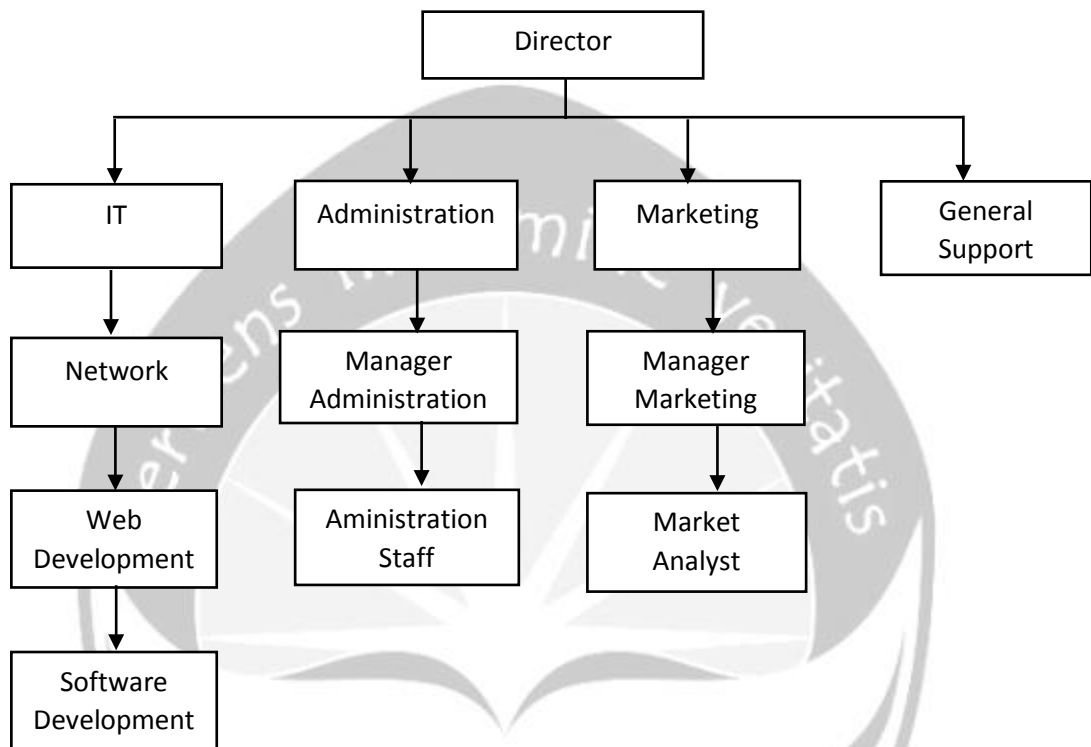 Director
IT
Administration
Marketing
General
Support
Network
Manager
Administration
Manager
Marketing
Web
Development
Aministration
Staff
Market
Analyst
Software
Development